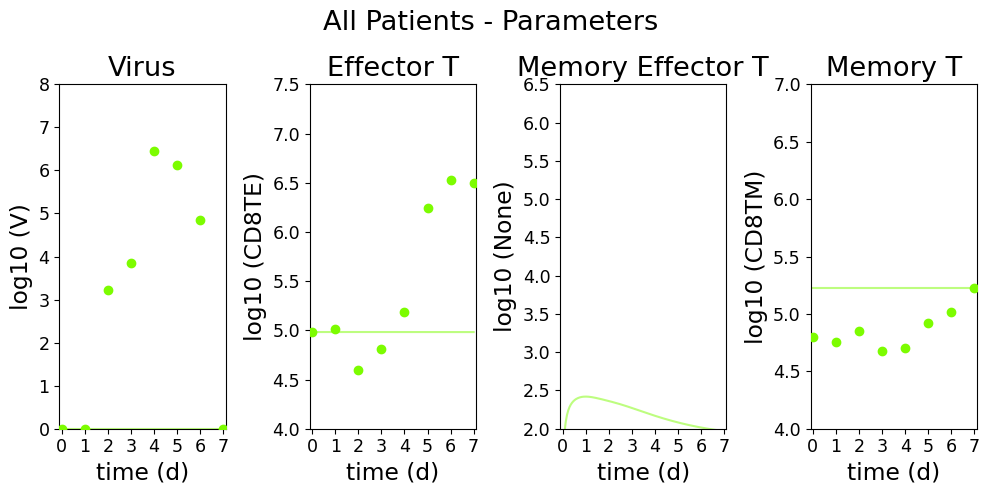 All Patients - Parameters
Virus
Effector T
Memory Effector T
Memory T
log10 (V)
8
7
6
5
4
3
2
1
0
0 1 2 3 4 5 6 7
time (d)
log10 (CD8TE)
7.5
7.0
6.5
6.0
5.5
5.0
4.5
4.0
0 1 2 3 4 5 6 7
time (d)
log10 (None)
6.5
6.0
5.5
5.0
4.5
4.0
3.5
3.0
2.5
2.0
0 1 2 3 4 5 6 7
time (d)
log10 (CD8TM)
7.0
6.5
6.0
5.5
5.0
4.5
4.0
0 1 2 3 4 5 6 7
time (d)